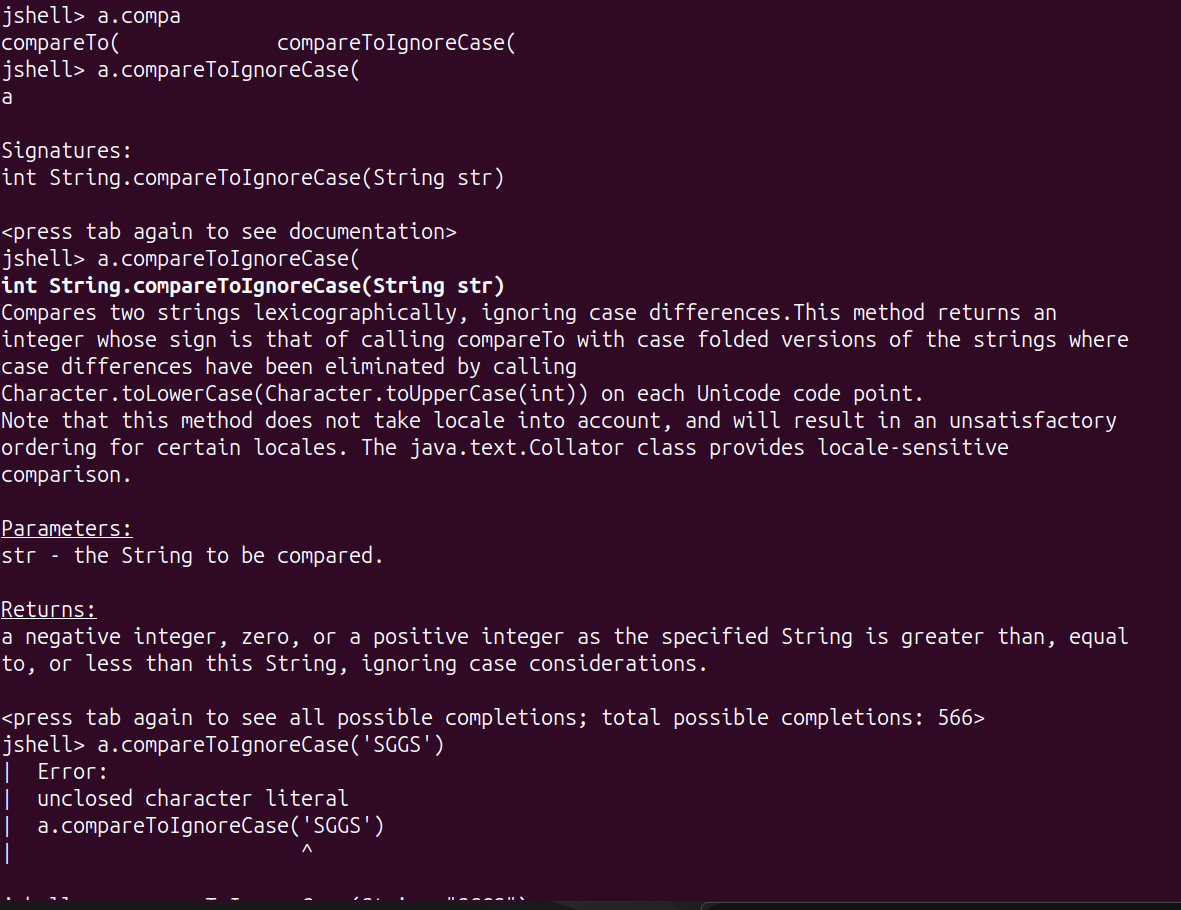 jshell> a.compa
compareTo(             compareToIgnoreCase(
jshell> a.compareToIgnoreCase(
a

Signatures:
int String.compareToIgnoreCase(String str)

<press tab again to see documentation>
jshell> a.compareToIgnoreCase(
int String.compareToIgnoreCase(String str)
Compares two strings lexicographically, ignoring case differences.This method returns an
integer whose sign is that of calling compareTo with case folded versions of the strings where
case differences have been eliminated by calling
Character.toLowerCase(Character.toUpperCase(int)) on each Unicode code point.
Note that this method does not take locale into account, and will result in an unsatisfactory
ordering for certain locales. The java.text.Collator class provides locale-sensitive
comparison.

Parameters:
str - the String to be compared.

Returns:
a negative integer, zero, or a positive integer as the specified String is greater than, equal
to, or less than this String, ignoring case considerations.

<press tab again to see all possible completions; total possible completions: 566>
jshell> a.compareToIgnoreCase('SGGS')
|  Error:
|  unclosed character literal
|  a.compareToIgnoreCase('SGGS')
|                        ^